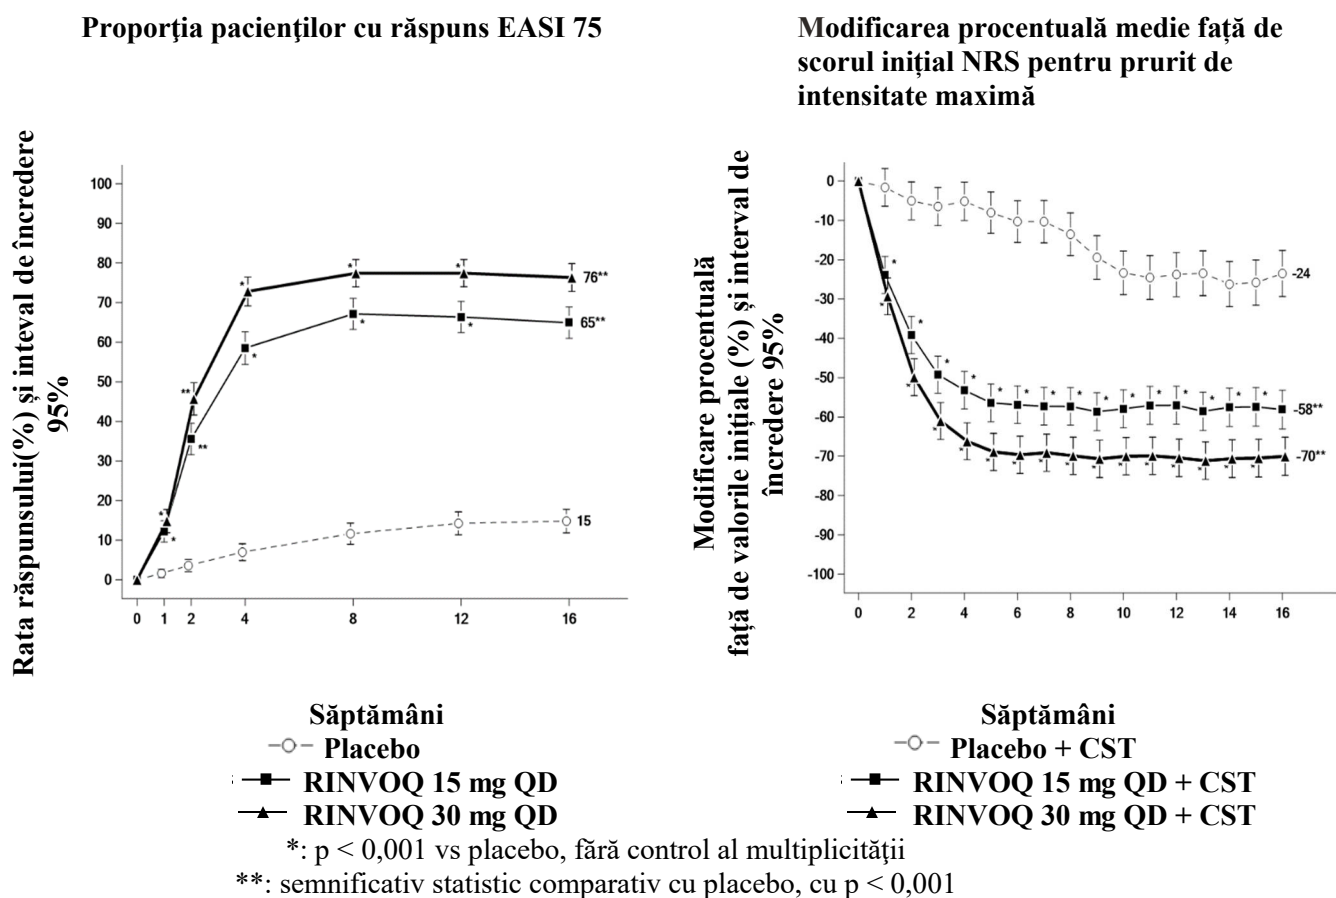 Proporţia pacienţilor cu răspuns EASI 75
Rata răspunsului(%) și inteval de încredere
95%
100
90
80
70
60
50
40
30
20
10
0
0 1 2 4 8 12 16
* * ** ** * * * * * *
76**
65**
15
Săptămâni
Placebo
RINVOQ 15 mg QD
RINVOQ 30 mg QD
Modificarea procentuală medie față de
scorul inițial NRS pentru prurit de
intensitate maximă
Modificare procentuală
față de valorile inițiale (%) și interval de
încredere 95%
0
-10
-20
-30
-40
-50
-60
-70
-80
-90
-100
0 2 4 6 8 10 12 14 16
* * * * * * * * * * * * * * *
* * * * * * * * * * * * * * *
-24
-58**
-70**
Săptămâni
Placebo + CST
RINVOQ 15 mg QD + CST
RINVOQ 30 mg QD + CST
*: p < 0,001 vs placebo, fără control al multiplicităţii
**: semnificativ statistic comparativ cu placebo, cu p < 0,001